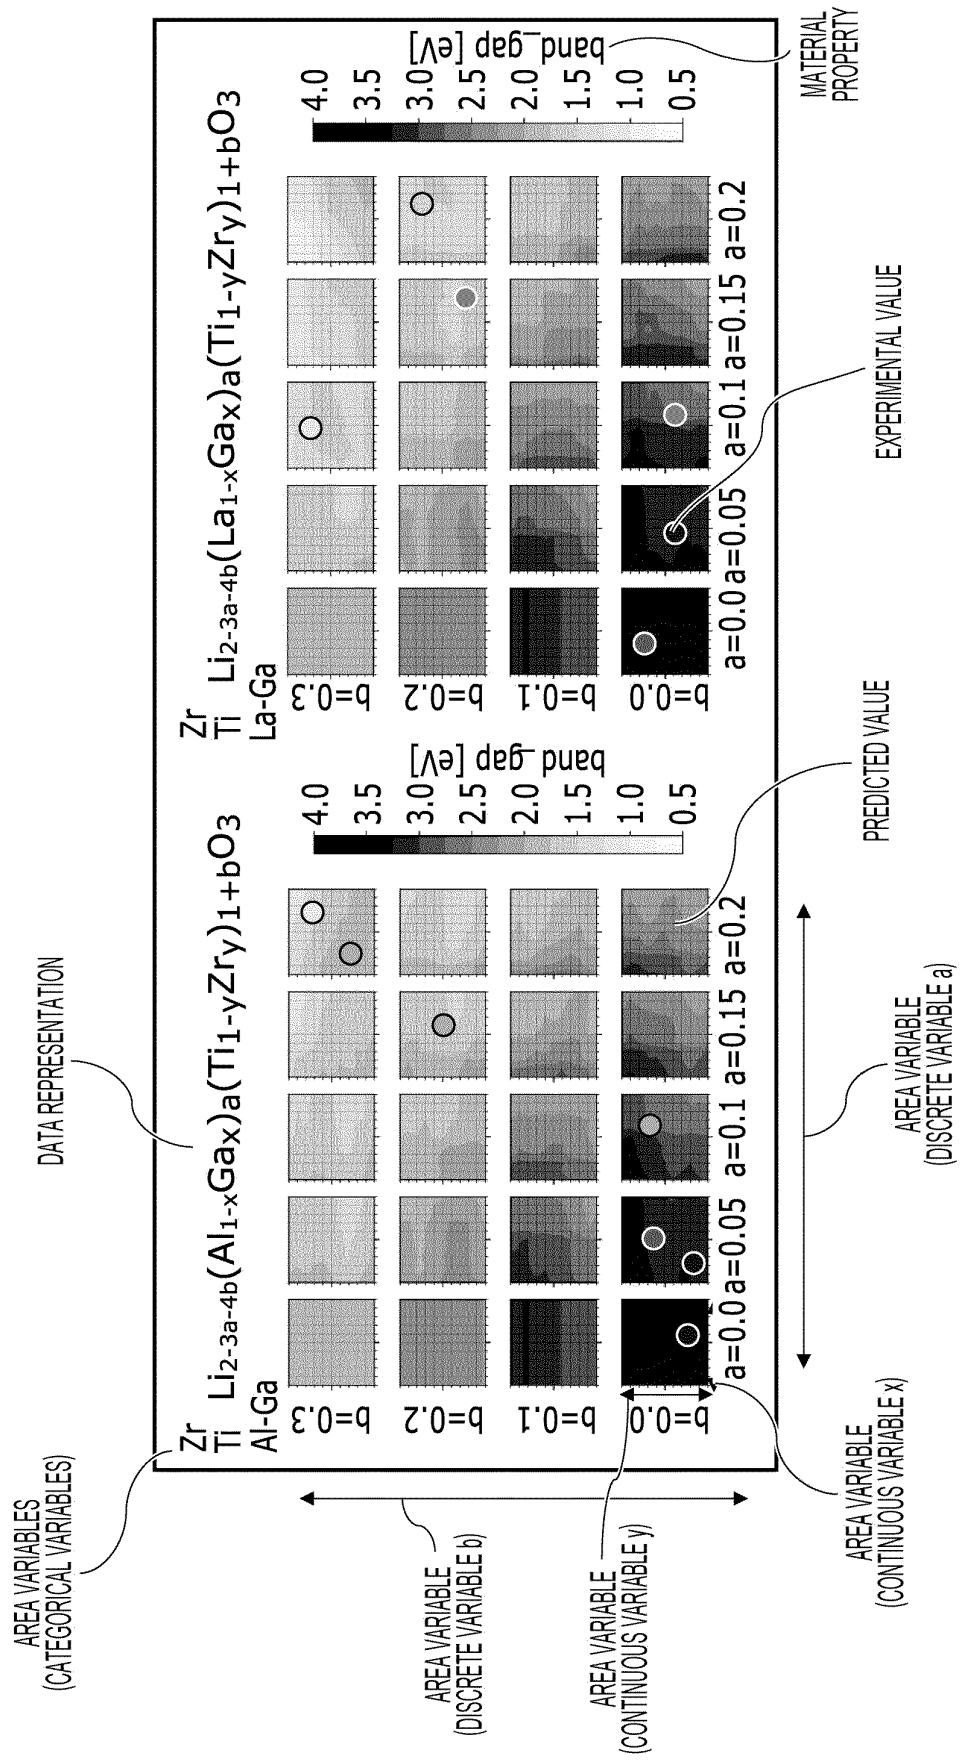 AREA VARIABLES
(CATEGORICAL VARIABLES)
DATA REPRESENTATION
Zr
Ti
Al-Ga
Li2-3a-4b(Al1-xGax)a(Ti1-yZry)1+bO3
b=0.3
b=0.2
b=0.1
b=0.0
a=0.0
a=0.05
a=0.1
a=0.15
a=0.2
4.0
3.5
3.0
2.5
2.0
1.5
1.0
0.5
band_gap [eV]
Zr
Ti
La-Ga
Li2-3a-4b(La1-xGax)a(Ti1-yZry)1+bO3
b=0.3
b=0.2
b=0.1
b=0.0
a=0.0
a=0.05
a=0.1
a=0.15
a=0.2
4.0
3.5
3.0
2.5
2.0
1.5
1.0
0.5
band_gap [eV]
AREA VARIABLE
(DISCRETE VARIABLE b)
AREA VARIABLE
(CONTINUOUS VARIABLE y)
AREA VARIABLE
(CONTINUOUS VARIABLE x)
AREA VARIABLE
(DISCRETE VARIABLE a)
PREDICTED VALUE
EXPERIMENTAL VALUE
MATERIAL
PROPERTY